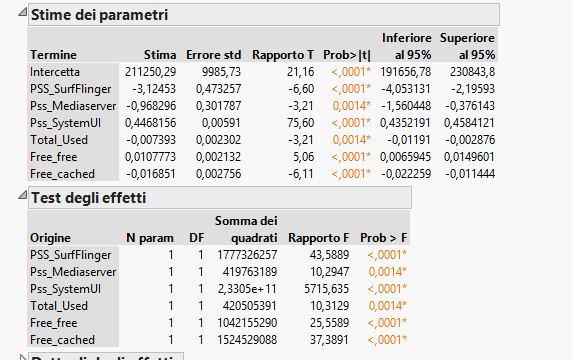 Stime dei parametri
Inferiore Superiore
Termine Stima Errore std Rapporto T Prob>|t| al 95% al 95%
Intercetta 211250,29 9985,73 21,16 <,0001* 191656,78 230843,8
PSS_SurfFlinger -3,12453 0,473257 -6,60 <,0001* -4,053131 -2,19593
Pss_Mediaserver -0,968296 0,301787 -3,21 0,0014* -1,560448 -0,376143
Pss_SystemUI 0,4468156 0,00591 75,60 <,0001* 0,4352191 0,4584121
Total_Used -0,007393 0,002302 -3,21 0,0014* -0,01191 -0,002876
Free_free 0,0107773 0,002132 5,06 <,0001* 0,0065945 0,0149601
Free_cached -0,016851 0,002756 -6,11 <,0001* -0,022259 -0,011444
Test degli effetti
Somma dei
Origine N param DF quadrati Rapporto F Prob > F
PSS_SurfFlinger 1 1 1777326257 43,5889 <,0001*
Pss_Mediaserver 1 1 419763189 10,2947 0,0014*
Pss_SystemUI 1 1 2,3305e+11 5715,635 <,0001*
Total_Used 1 1 420505391 10,3129 0,0014*
Free_free 1 1 1042155290 25,5589 <,0001*
Free_cached 1 1 1524529088 37,3891 <,0001*